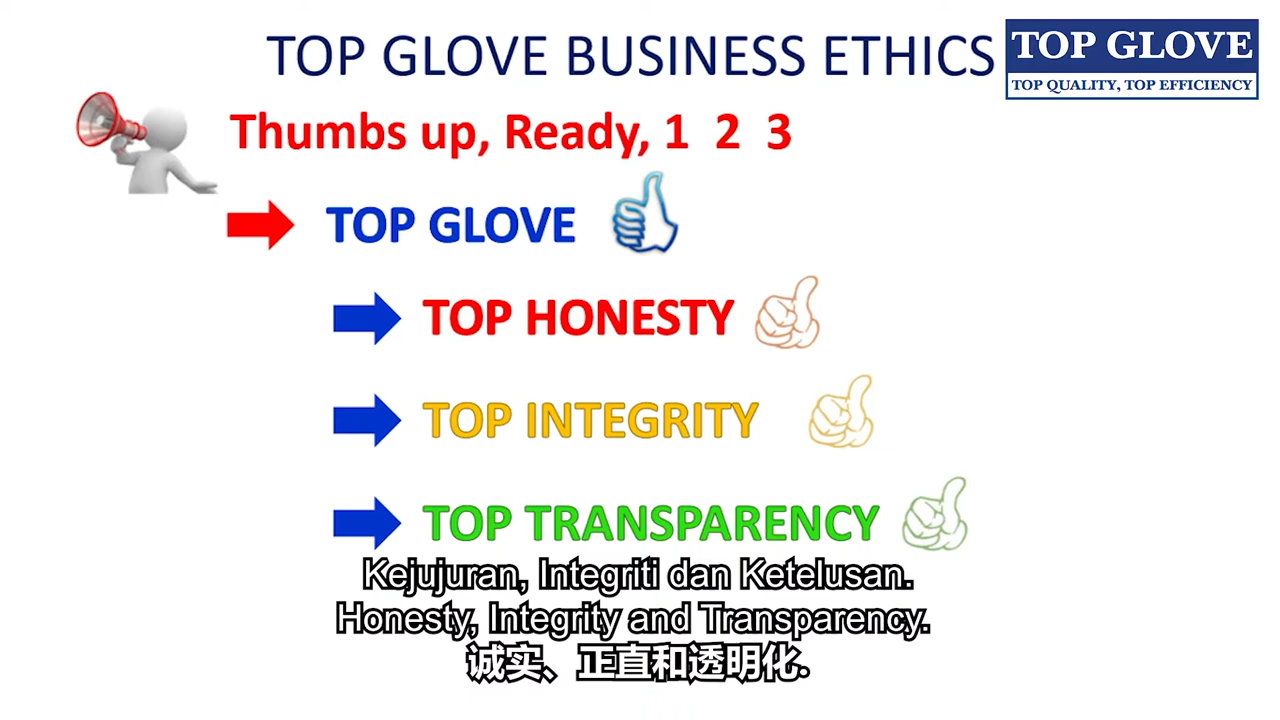 TOP GLOVE BUSINESS ETHICS
TOP GLOVE
TOP QUALITY, TOP EFFICIENCY
Thumbs up, Ready, 1 2 3
TOP GLOVE
TOP HONESTY
TOP INTEGRITY
TOP TRANSPARENCY
Kejujuran, Integriti dan Ketelusan.
Honesty, Integrity and Transparency.
诚实、正直和透明化.